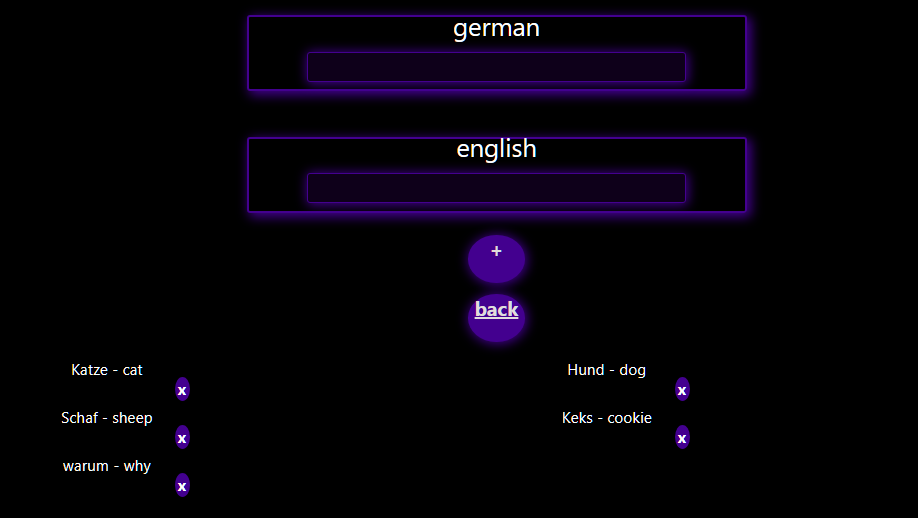 german
english
+
back
Katze - cat
x
Hund - dog
x
Schaf - sheep
x
Keks - cookie
x
warum - why
x